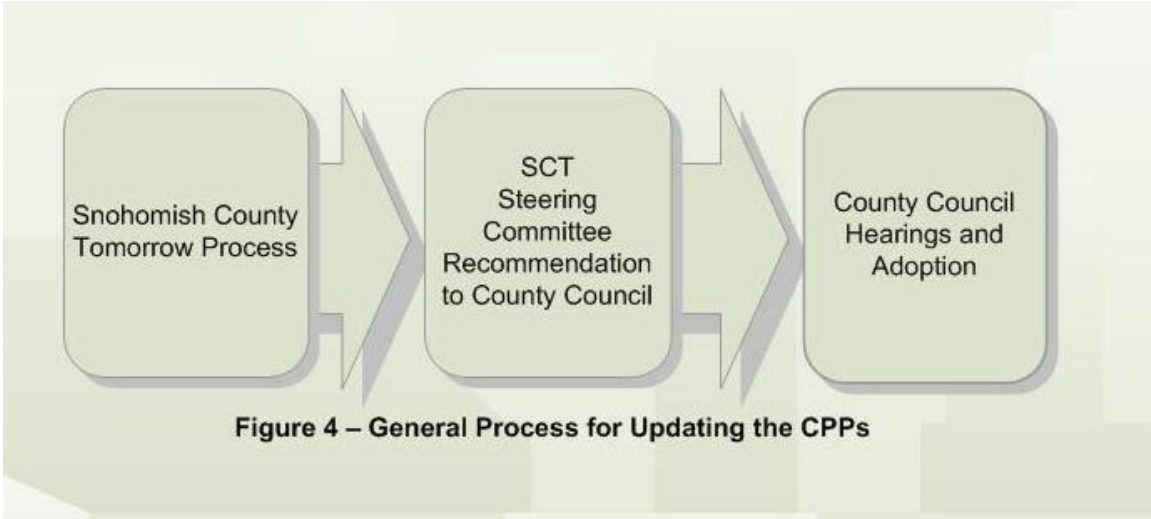 Snohomish County
Tomorrow Process
SCT
Steering
Committee
Recommendation
to County Council
County Council
Hearings and
Adoption
Figure 4 – General Process for Updating the CPPs